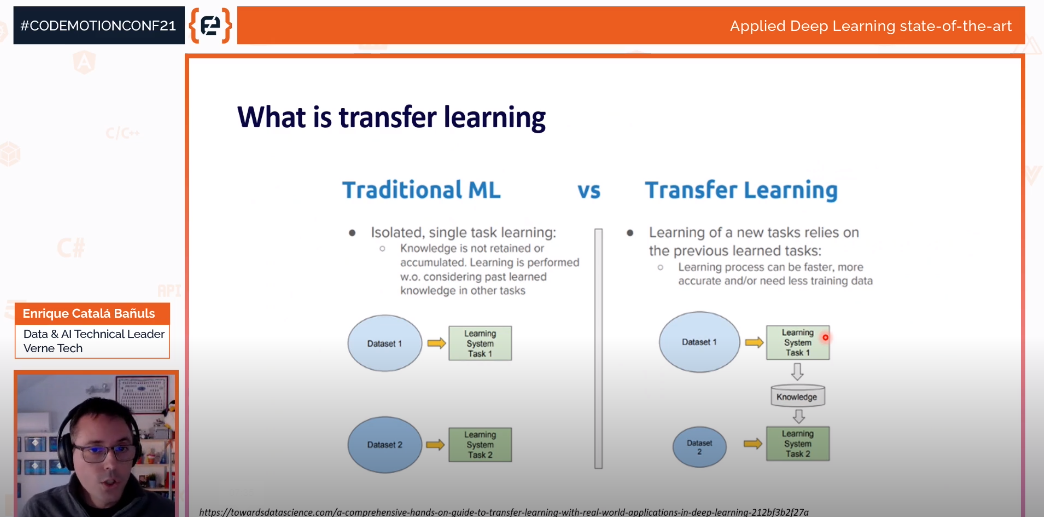 #CODEMOTIONCONF21
Applied Deep Learning state-of-the-art
What is transfer learning
Traditional ML vs Transfer Learning
Isolated, single task learning:
Knowledge is not retained or
accumulated. Learning is performed
w.o. considering past learned
knowledge in other tasks
Dataset 1
Learning
System
Task 1
Dataset 2
Learning
System
Task 2
Learning of a new tasks relies on
the previous learned tasks:
Learning process can be faster, more
accurate and/or need less training data
Dataset 1
Learning
System
Task 1
Knowledge
Dataset
2
Learning
System
Task 2
https://towardsdatascience.com/a-comprehensive-hands-on-guide-to-transfer-learning-with-real-world-applications-in-deep-learning-212bf3b2f27a
C/C++
C#
API
Enrique Catalá Bañuls
Data & AI Technical Leader
Verne Tech